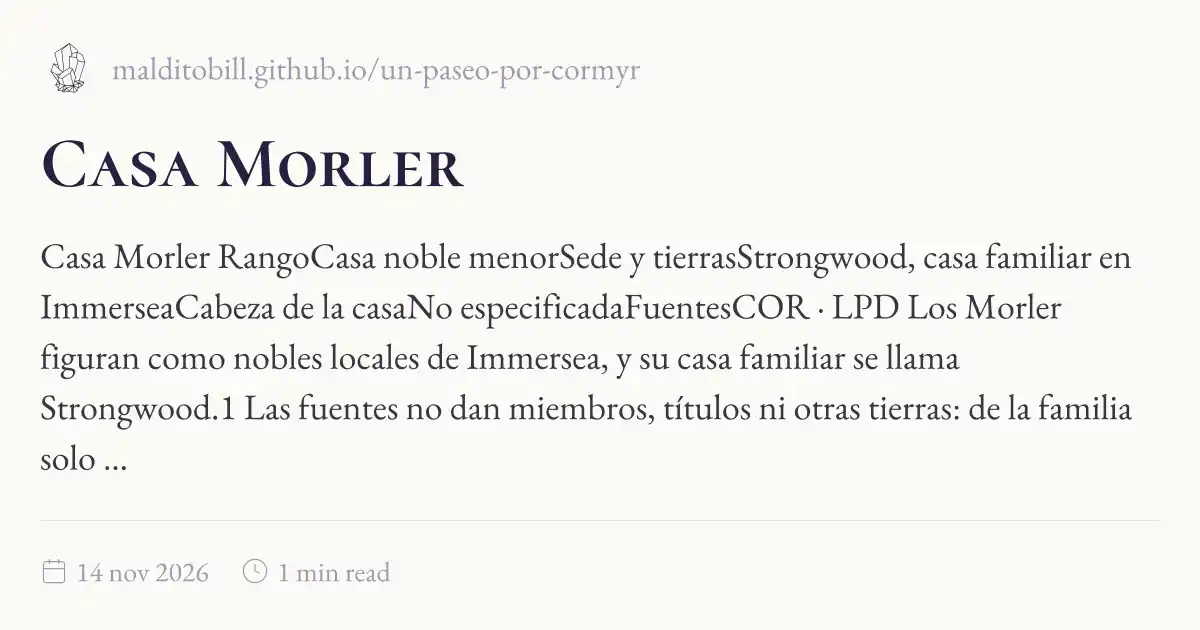 malditobill.github.io/un-paseo-por-cormyr
Casa Morler
Casa Morler RangoCasa noble menorSede y tierrasStrongwood, casa familiar en
ImmerseaCabeza de la casaNo especificadaFuentesCOR · LPD Los Morler
figuran como nobles locales de Immersea, y su casa familiar se llama
Strongwood.1 Las fuentes no dan miembros, títulos ni otras tierras: de la familia
solo ...
14 nov 2026 1 min read